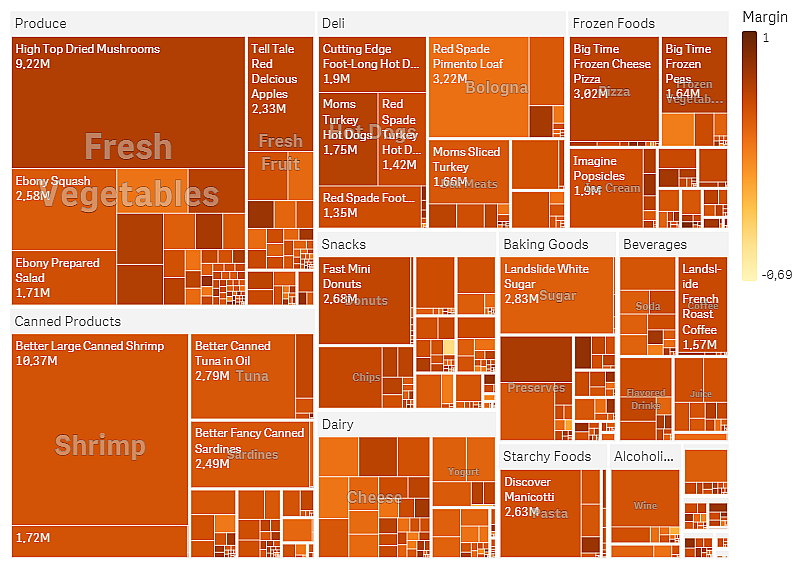 Produce
High Top Dried Mushrooms
9,22M
Fresh
Vegetables
Ebony Squash
2,58M
Ebony Prepared
Salad
1,71M
Tell Tale
Red
Delcious
Apples
2,33M
Fresh
Fruit
Canned Products
Better Large Canned Shrimp
10,37M
Shrimp
1,72M
Better Canned
Tuna in Oil
2,79M
Tuna
Better Fancy Canned
Sardines
2,49M
Sardines
Deli
Cutting Edge
Foot-Long Hot D...
1,9M
Moms
Turkey
Hot Dogs
1,75M
Red
Spade
Turkey
Hot D...
1,42M
Hot Dogs
Red Spade Foot...
1,35M
Red Spade
Pimento Loaf
3,22M
Bologna
Moms Sliced
Turkey
1,66M
Deli Meats
Frozen Foods
Big Time
Frozen Cheese
Pizza
3,02M
Pizza
Big Time
Frozen
Peas
1,64M
Frozen
Vegetab...
Imagine
Popsicles
1,9M
Ice Cream
Snacks
Fast Mini
Donuts
2,68M
Donuts
Chips
Dairy
Cheese
Yogurt
Baking Goods
Landslide White
Sugar
2,83M
Sugar
Preserves
Beverages
Soda
Landsl-
ide
French
Roast
Coffee
1,57M
Coffee
Flavored
Drinks
Juice
Starchy Foods
Discover
Manicotti
2,63M
Pasta
Alcoholi...
Wine
Margin
1
-0,69